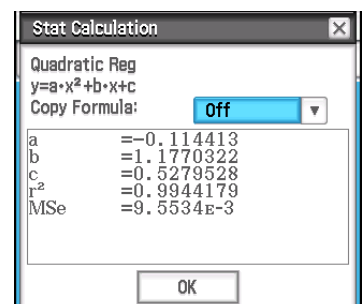 Stat Calculation
Quadratic Reg
y=a·x²+b·x+c
Copy Formula: Off
a =-0.114413
b =1.1770322
c =0.5279528
r² =0.9944179
MSe =9.5534ᴇ-3
OK